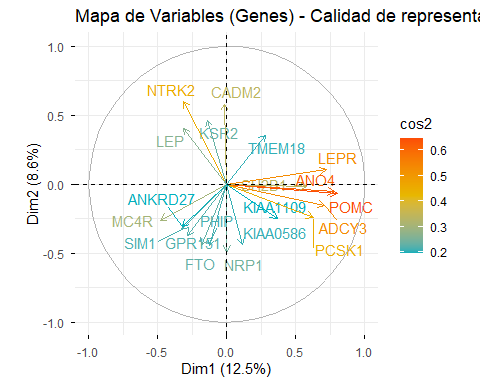 Mapa de Variables (Genes) - Calidad de representa
Dim2 (8.6%)
1.0
0.5
0.0
-0.5
-1.0
NTRK2
CADM2
LEP
KSR2
TMEM18
LEPR
ANO4
ANKRD27
KIAA1109
POMC
MC4R
PHIP
SIM1
GPR151
KIAA0586
ADCY3
PCSK1
FTO
NRP1
-1.0
-0.5
0.0
0.5
1.0
Dim1 (12.5%)
cos2
0.6
0.5
0.4
0.3
0.2